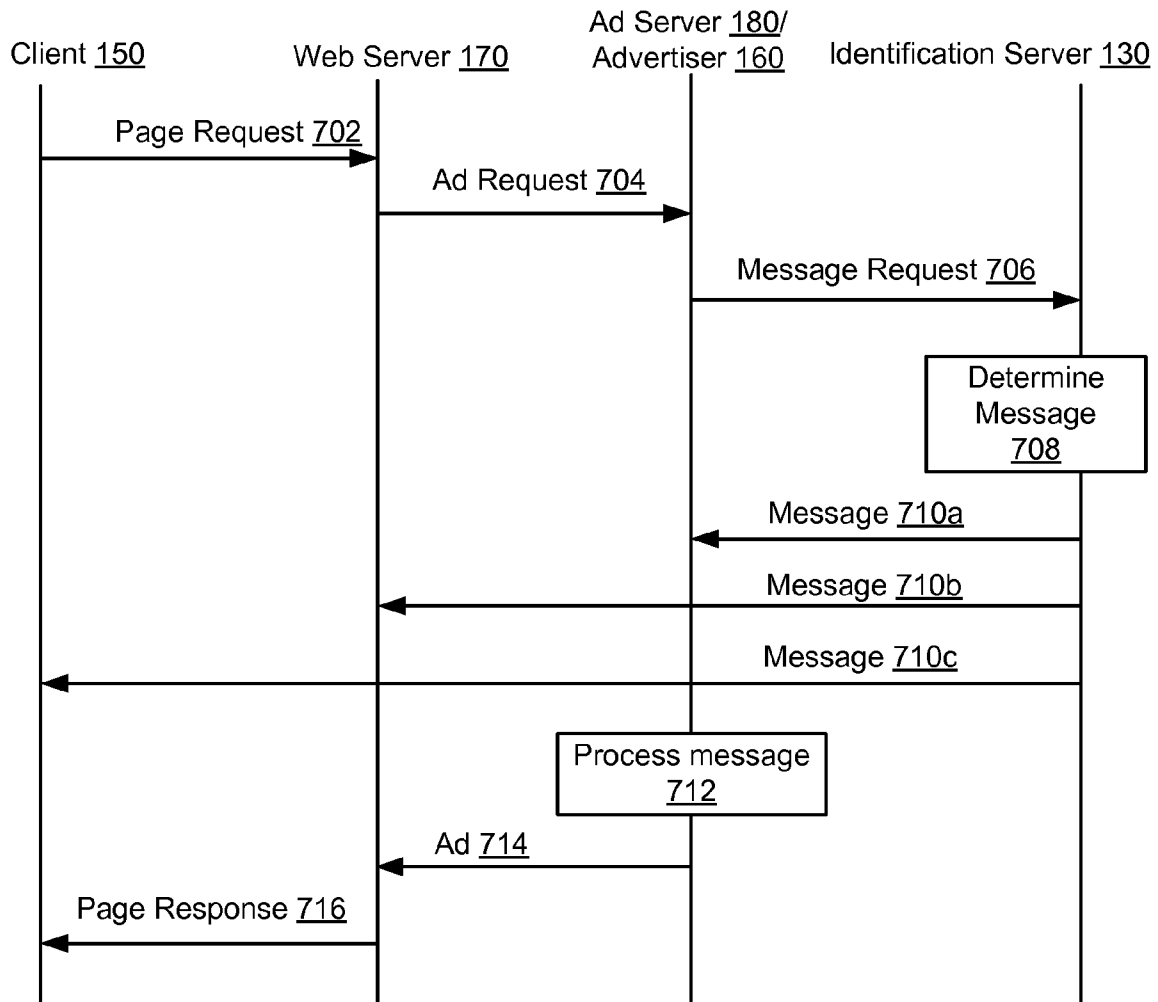 Client 150
Web Server 170
Ad Server 180/
Advertiser 160
Identification Server 130
Page Request 702
Ad Request 704
Message Request 706
Determine
Message
708
Message 710a
Message 710b
Message 710c
Process message
712
Ad 714
Page Response 716